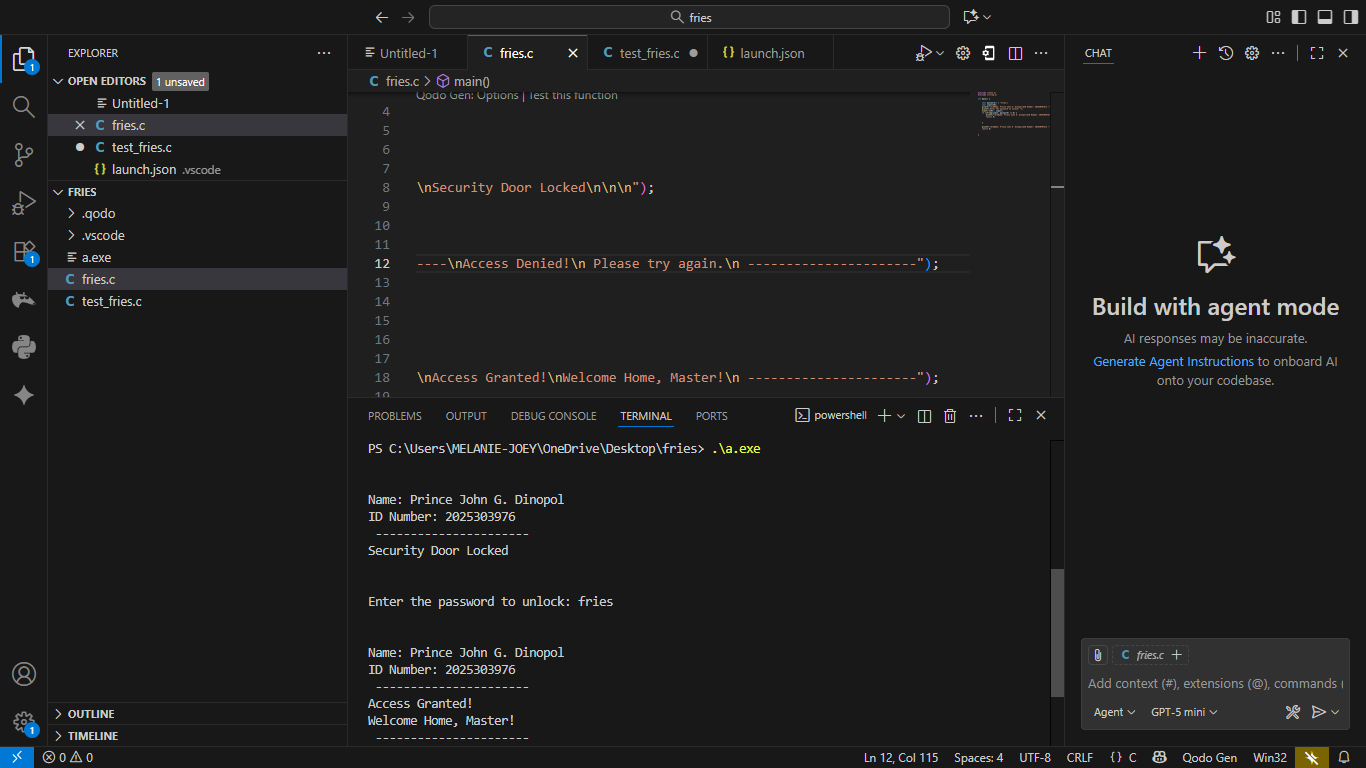 fries
EXPLORER
OPEN EDITORS 1 unsaved
Untitled-1
fries.c
test_fries.c
launch.json .vscode
FRIES
.qodo
.vscode
a.exe
fries.c
test_fries.c
OUTLINE
TIMELINE
1
1
1
Untitled-1 fries.c test_fries.c launch.json
fries.c > main()
Qodo Gen: Options | Test this function
4
5
6
7
8 \nSecurity Door Locked\n\n\n");
9
10
11
12 ----\nAccess Denied!\n Please try again.\n ----------------------");
13
14
15
16
17
18 \nAccess Granted!\nWelcome Home, Master!\n ----------------------");
19
PROBLEMS OUTPUT DEBUG CONSOLE TERMINAL PORTS powershell
PS C:\Users\MELANIE-JOEY\OneDrive\Desktop\fries> .\a.exe
Name: Prince John G. Dinopol
ID Number: 2025303976
----------------------
Security Door Locked
Enter the password to unlock: fries
Name: Prince John G. Dinopol
ID Number: 2025303976
----------------------
Access Granted!
Welcome Home, Master!
----------------------
CHAT
Build with agent mode
AI responses may be inaccurate.
Generate Agent Instructions to onboard AI
onto your codebase.
fries.c
Add context (#), extensions (@), commands (
Agent GPT-5 mini
0 0 Ln 12, Col 115 Spaces: 4 UTF-8 CRLF {} C Qodo Gen Win32